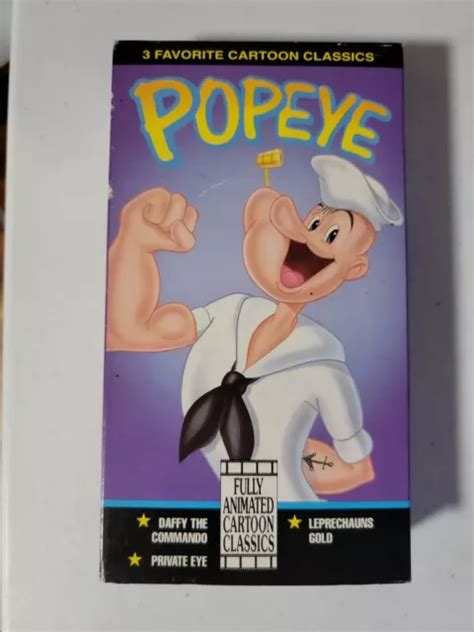 3 FAVORITE CARTOON CLASSICS
POPEYE
FULLY
ANIMATED
CARTOON
CLASSICS
DAFFY THE
COMMANDO
PRIVATE EYE
LEPRECHAUNS
GOLD